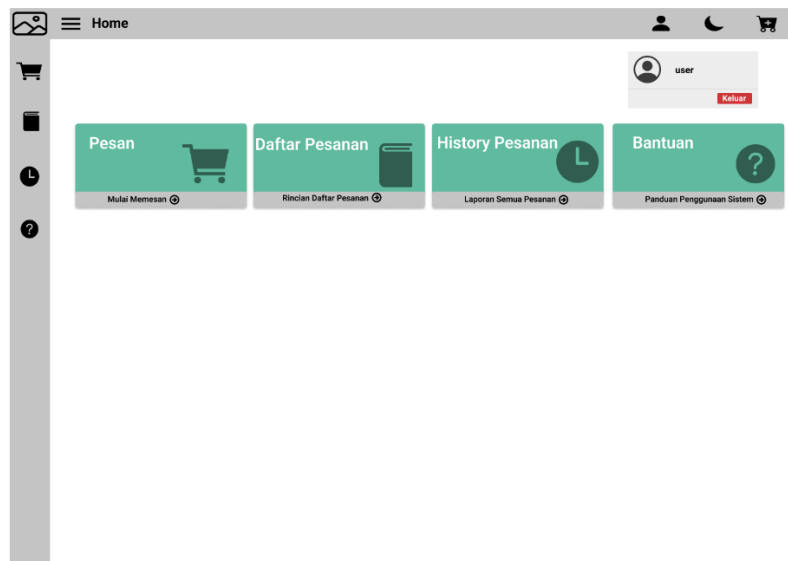 Home
user
Keluar
Pesan
Mulai Memesan
Daftar Pesanan
Rincian Daftar Pesanan
History Pesanan
Laporan Semua Pesanan
Bantuan
?
Panduan Penggunaan Sistem
?